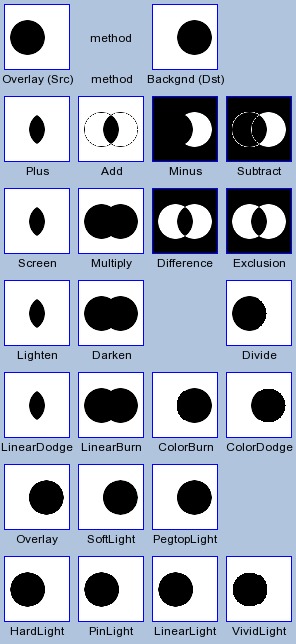 method
Overlay (Src) method Backgnd (Dst)
Plus Add Minus Subtract
Screen Multiply Difference Exclusion
Lighten Darken Divide
LinearDodge LinearBurn ColorBurn ColorDodge
Overlay SoftLight PegtopLight
HardLight PinLight LinearLight VividLight